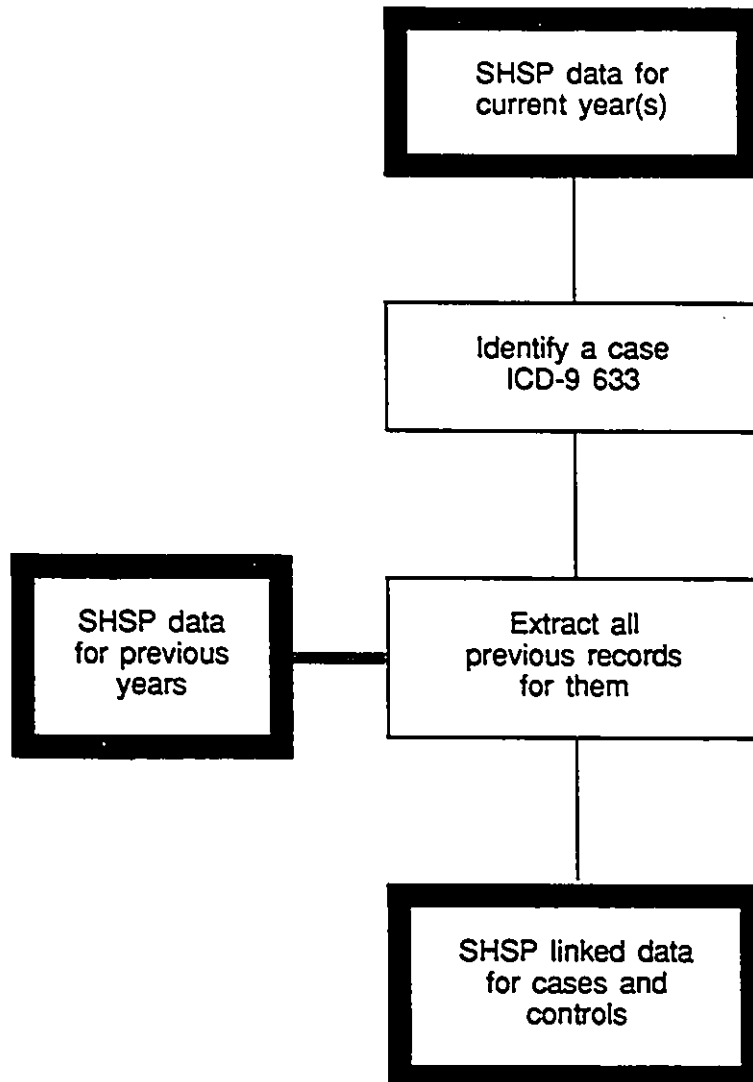 SHSP data for
current year(s)
Identify a case
ICD-9 633
SHSP data
for previous
years
Extract all
previous records
for them
SHSP linked data
for cases and
controls